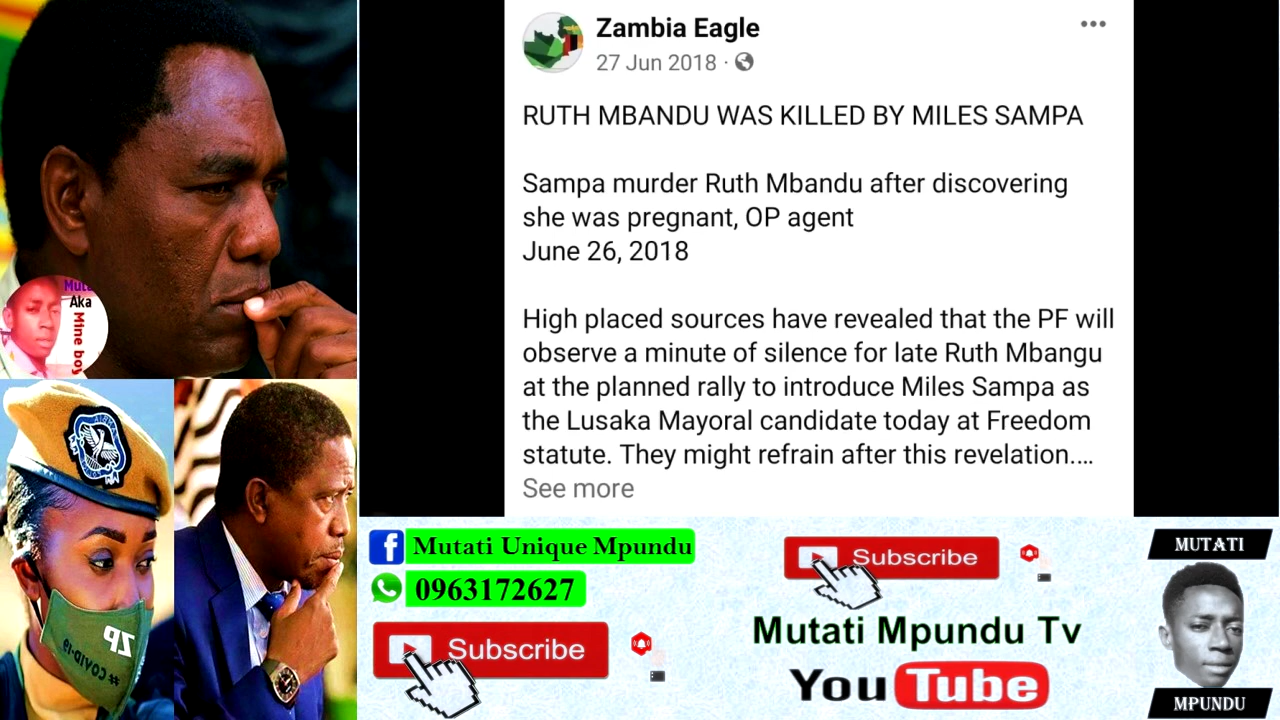 Zambia Eagle
27 Jun 2018 ·
RUTH MBANDU WAS KILLED BY MILES SAMPA
Sampa murder Ruth Mbandu after discovering
she was pregnant, OP agent
June 26, 2018
High placed sources have revealed that the PF will
observe a minute of silence for late Ruth Mbangu
at the planned rally to introduce Miles Sampa as
the Lusaka Mayoral candidate today at Freedom
statute. They might refrain after this revelation....
See more
Aka
Mine boy
ZP
#COVID-19
Mutati Unique Mpundu
0963172627
Subscribe
Subscribe
Mutati Mpundu Tv
YouTube
MUTATI
MPUNDU